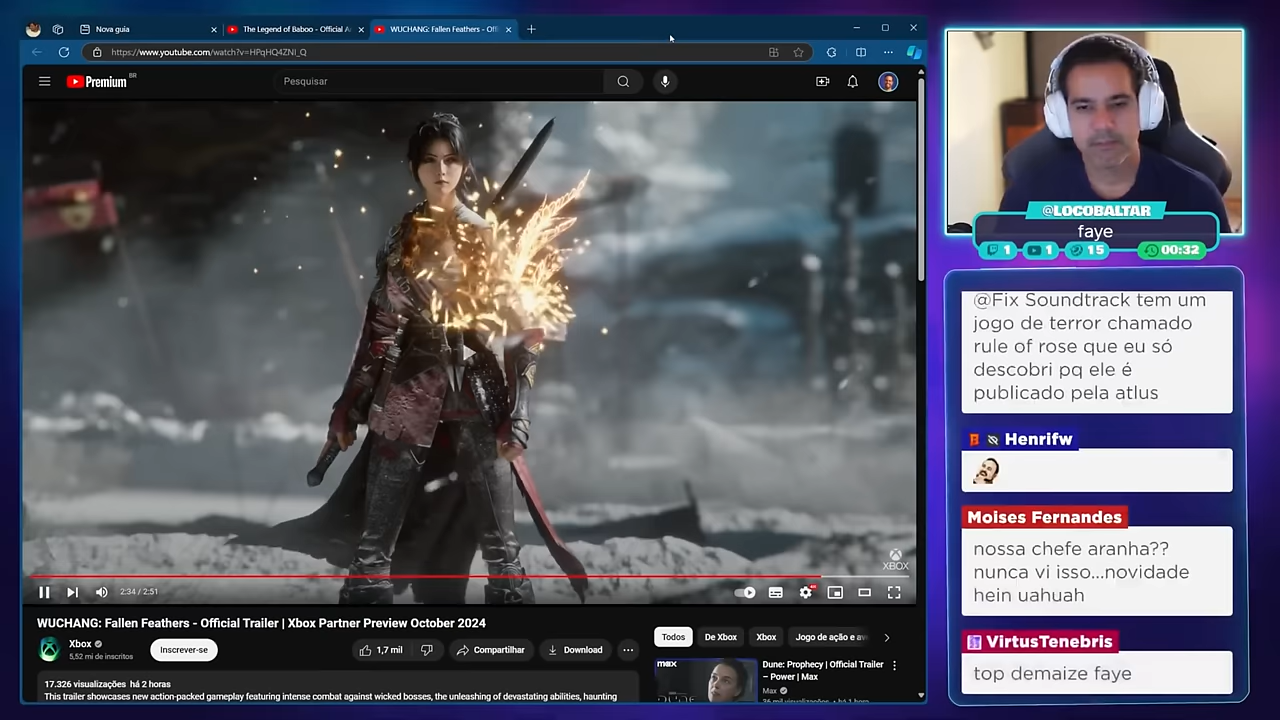 Nova guia
The Legend of Baboo - Official A
WUCHANG: Fallen Feathers - Offi
https://www.youtube.com/watch?v=HPqHQ4ZNI_Q
Premium BR
Pesquisar
XBOX
2:34 / 2:51
WUCHANG: Fallen Feathers - Official Trailer | Xbox Partner Preview October 2024
Xbox
5,52 mi de inscritos
Inscrever-se
1,7 mil
Compartilhar
Download
17.326 visualizações há 2 horas
This trailer showcases new action-packed gameplay featuring intense combat against wicked bosses, the unleashing of devastating abilities, haunting
Todos
De Xbox
Xbox
Jogo de ação e av
max
Dune: Prophecy | Official Trailer
– Power | Max
Max
@LOCOBALTAR
faye
1
1
15
00:32
@Fix Soundtrack tem um
jogo de terror chamado
rule of rose que eu só
descobri pq ele é
publicado pela atlus
Henrifw
Moises Fernandes
nossa chefe aranha??
nunca vi isso...novidade
hein uahuah
VirtusTenebris
top demaize faye